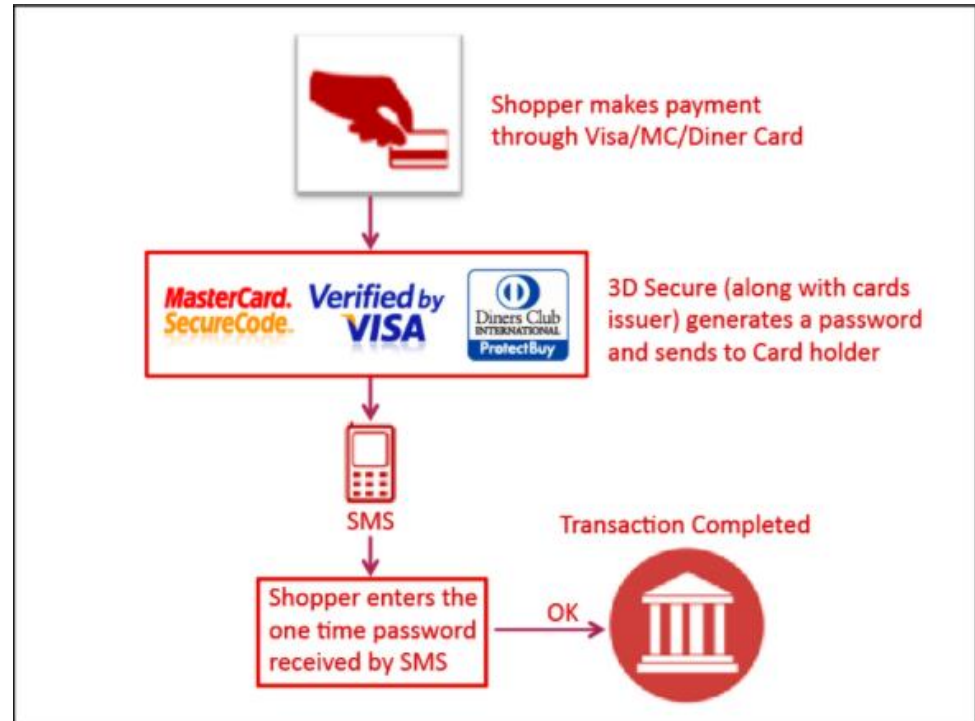 Shopper makes payment
through Visa/MC/Diner Card
MasterCard.
SecureCode
Verified by
VISA
Diners Club
INTERNATIONAL
ProtectBuy
3D Secure (along with cards
issuer) generates a password
and sends to Card holder
SMS
Transaction Completed
Shopper enters the
one time password
received by SMS
OK